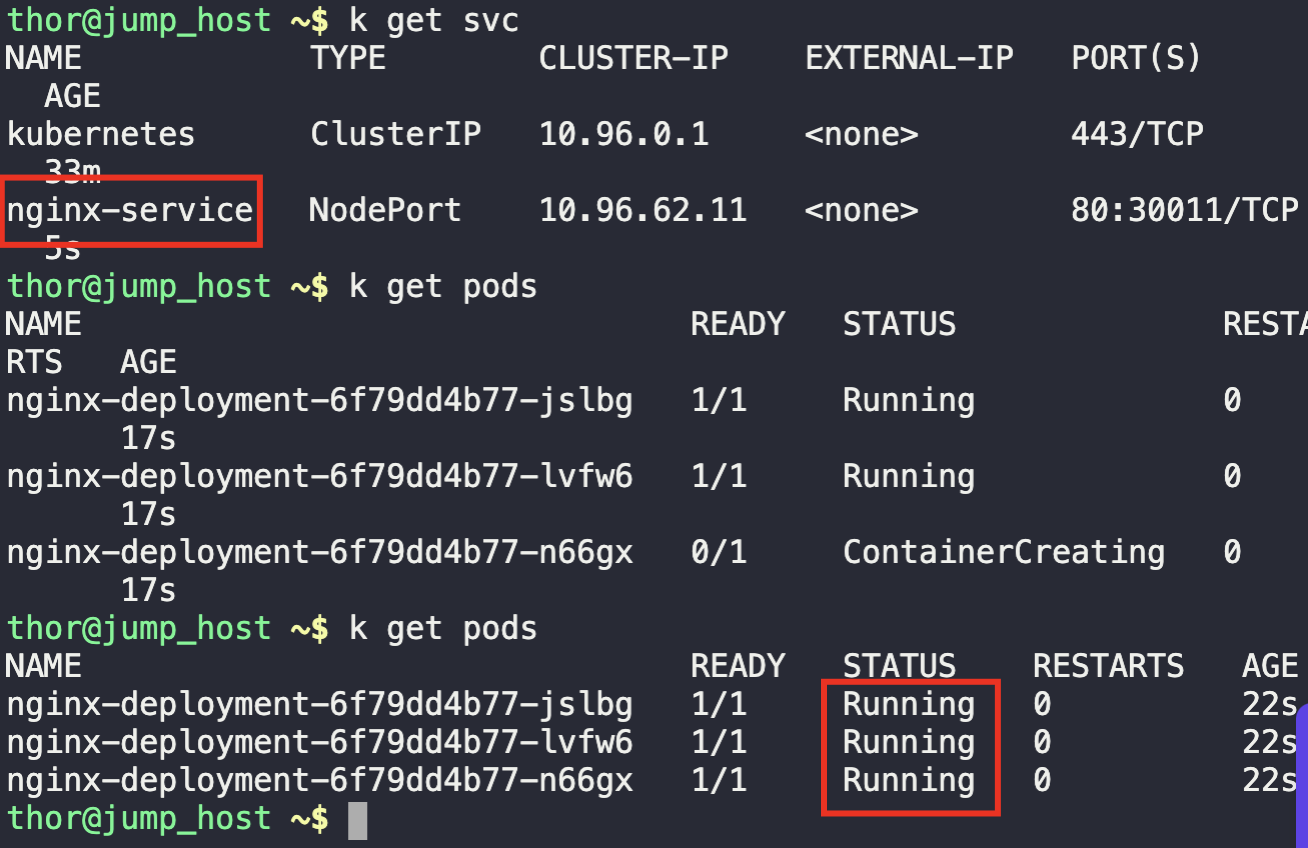 thor@jump_host ~$ k get svc
NAME TYPE CLUSTER-IP EXTERNAL-IP PORT(S)
AGE
kubernetes ClusterIP 10.96.0.1 <none> 443/TCP
33m
nginx-service NodePort 10.96.62.11 <none> 80:30011/TCP
5s
thor@jump_host ~$ k get pods
NAME READY STATUS RESTA
RTS AGE
nginx-deployment-6f79dd4b77-jslbg 1/1 Running 0
17s
nginx-deployment-6f79dd4b77-lvfw6 1/1 Running 0
17s
nginx-deployment-6f79dd4b77-n66gx 0/1 ContainerCreating 0
17s
thor@jump_host ~$ k get pods
NAME READY STATUS RESTARTS AGE
nginx-deployment-6f79dd4b77-jslbg 1/1 Running 0 22s
nginx-deployment-6f79dd4b77-lvfw6 1/1 Running 0 22s
nginx-deployment-6f79dd4b77-n66gx 1/1 Running 0 22s
thor@jump_host ~$